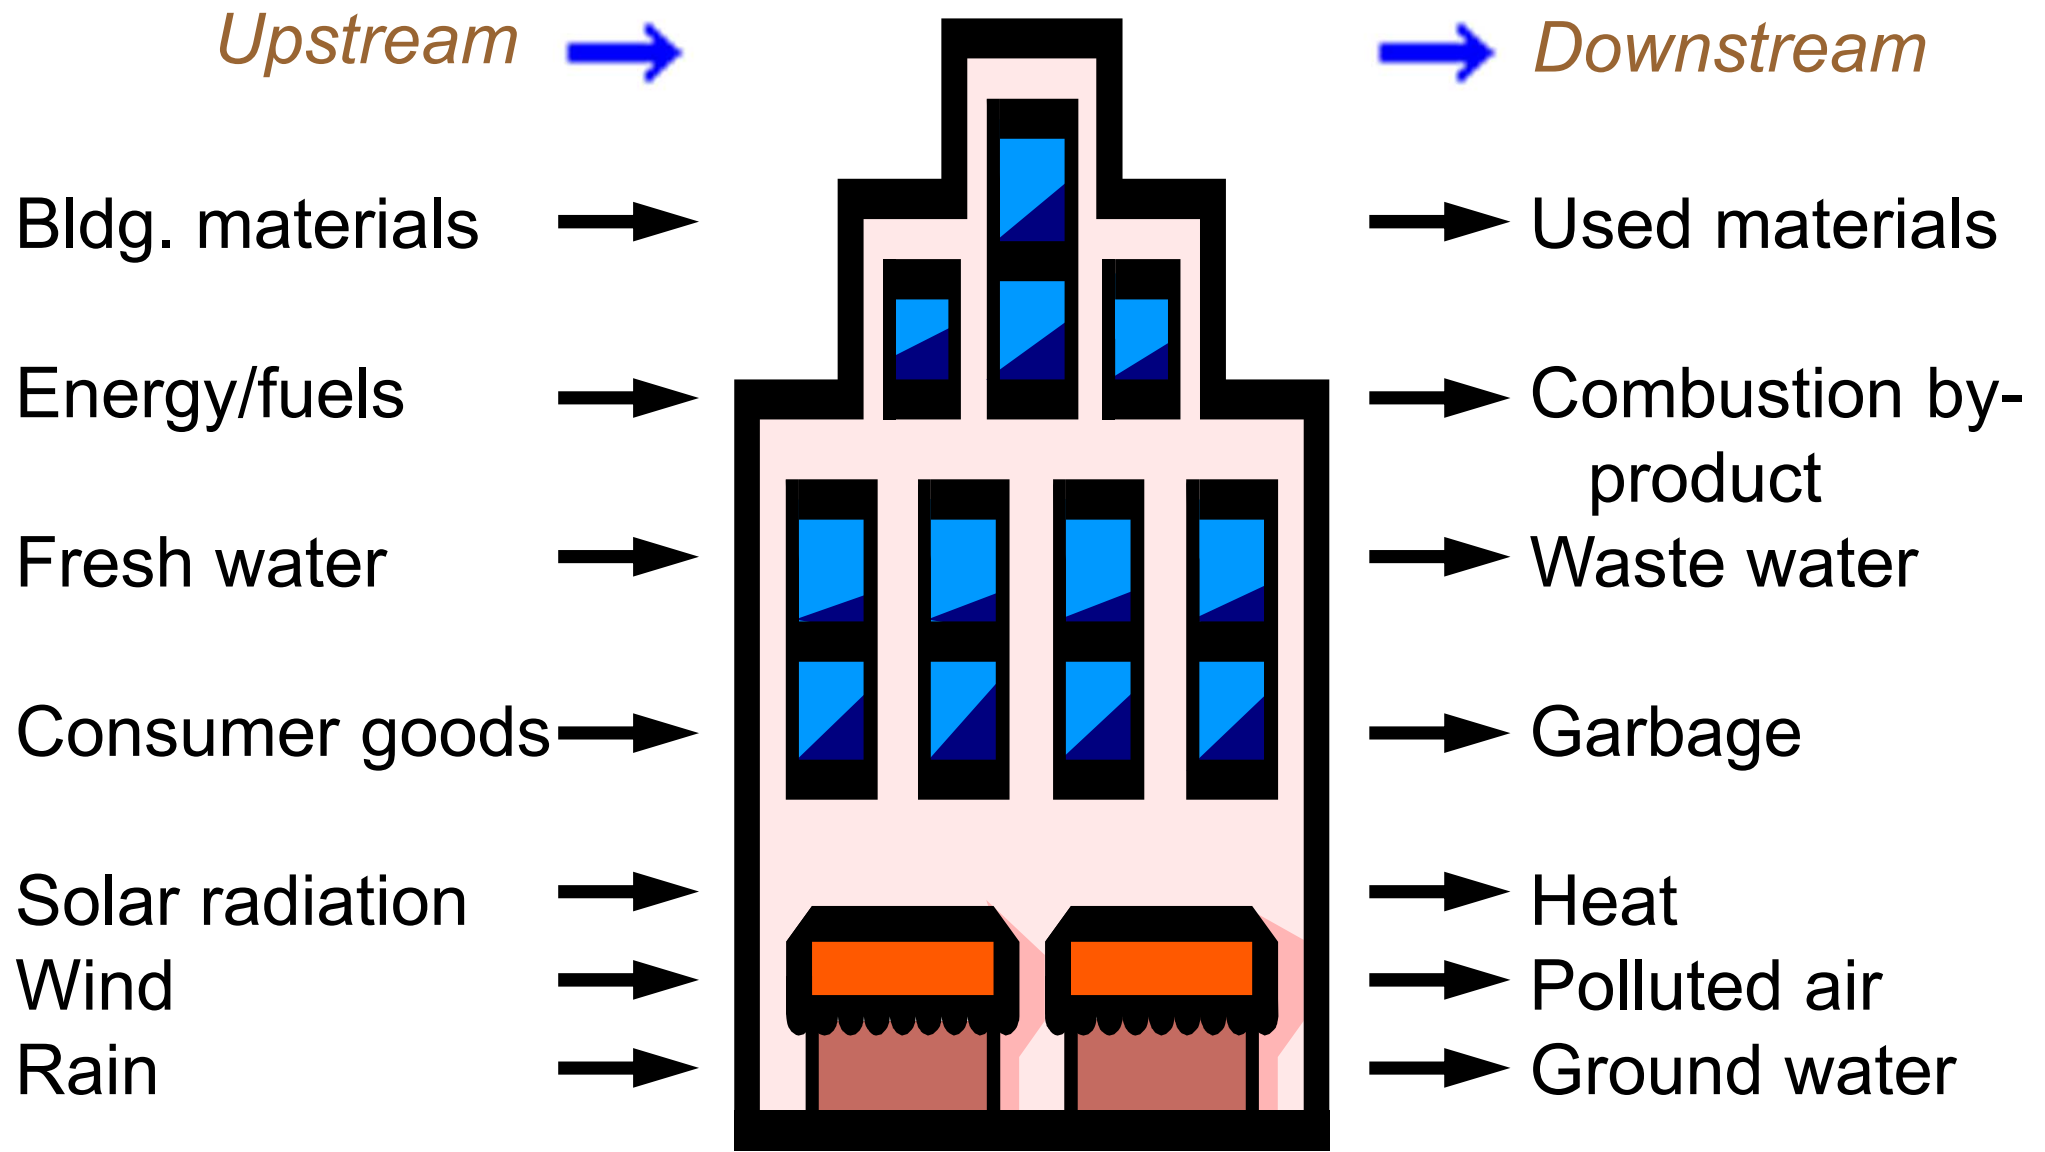 Upstream
Downstream
Bldg. materials
Used materials
Energy/fuels
Combustion by-
product
Fresh water
Waste water
Consumer goods
Garbage
Solar radiation
Heat
Wind
Polluted air
Rain
Ground water